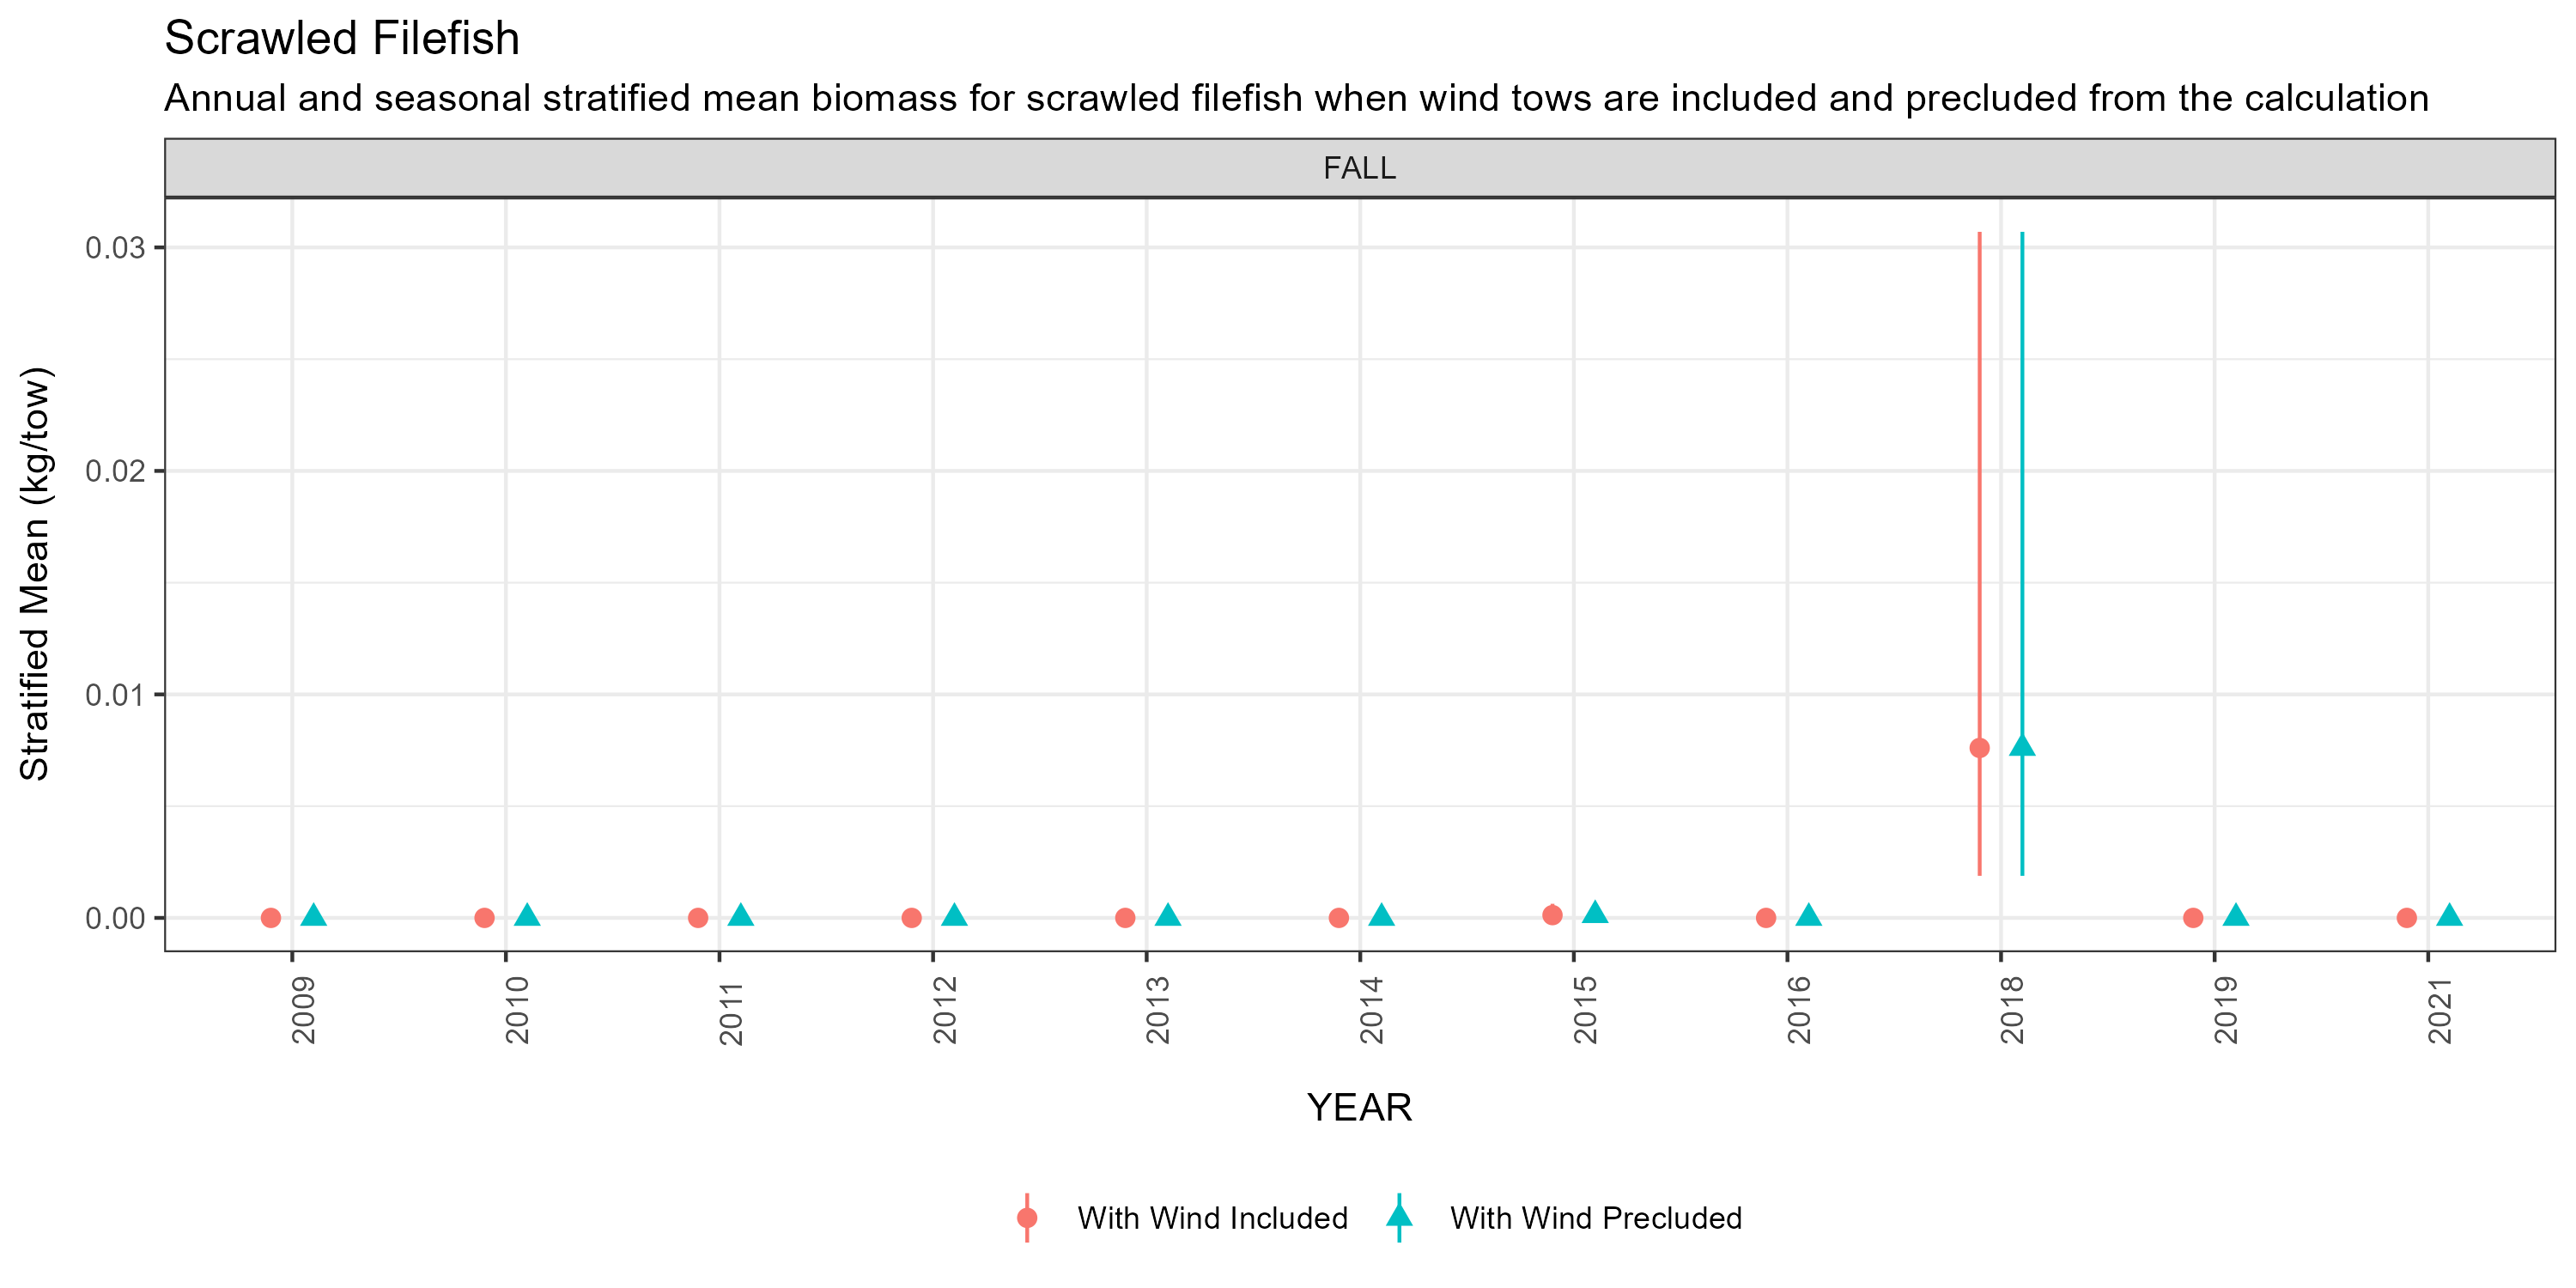 Scrawled Filefish
Annual and seasonal stratified mean biomass for scrawled filefish when wind tows are included and precluded from the calculation
FALL
Stratified Mean (kg/tow)
0.03
0.02
0.01
0.00
2009 2010 2011 2012 2013 2014 2015 2016 2018 2019 2021
YEAR
With Wind Included With Wind Precluded